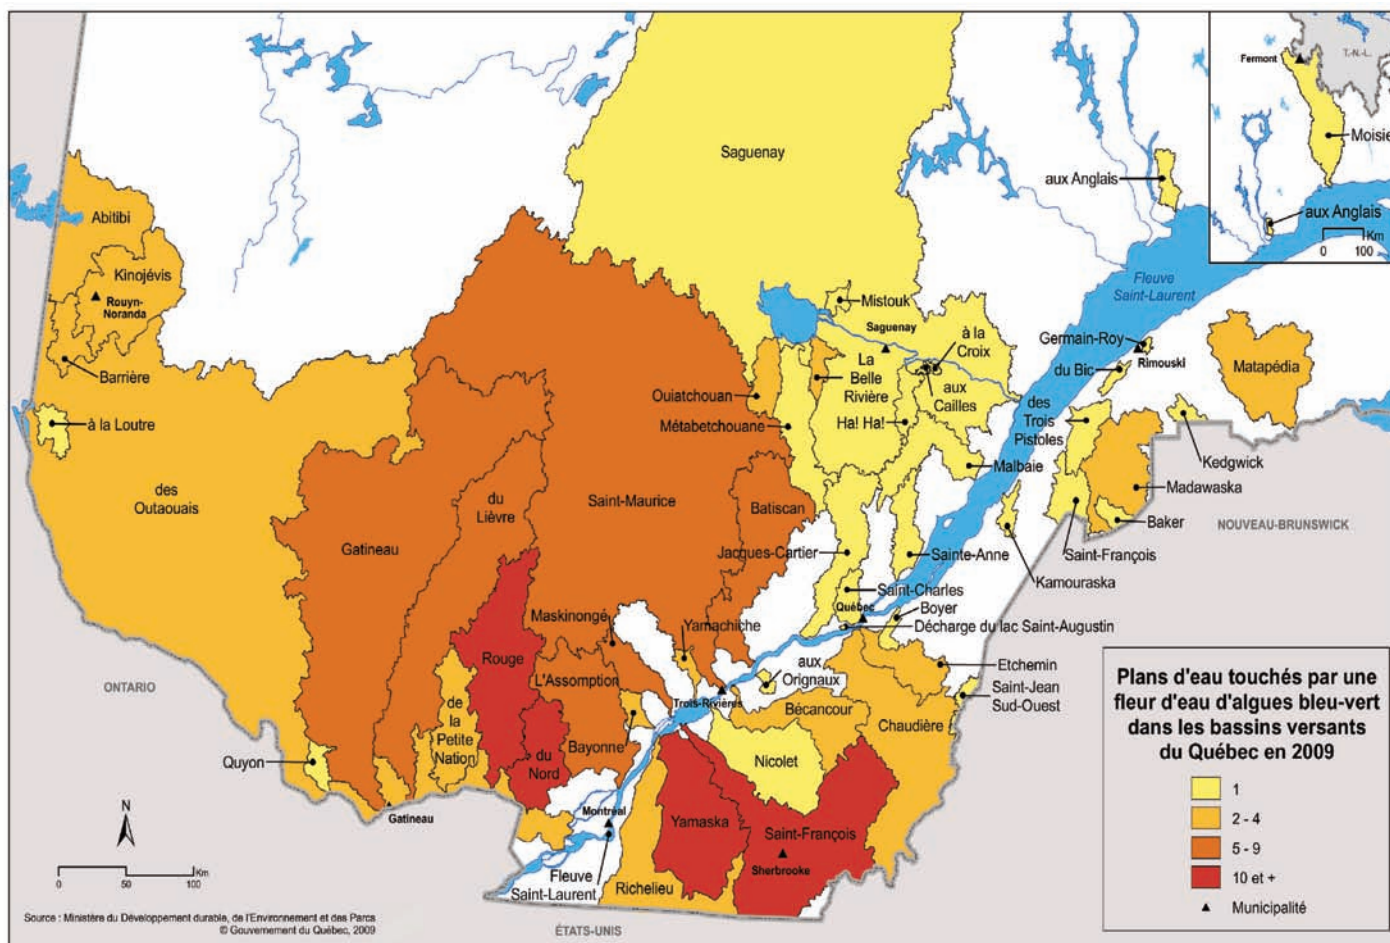 Saguenay
T.-N.-L.
Fermont
Moisie
aux Anglais
0 100 Km
aux Anglais
Fleuve
Saint-Laurent
Abitibi
Kinojévis
Rouyn-
Noranda
Barrière
à la Loutre
des
Outaouais
Mistouk
Saguenay
à la
Croix
La
Belle
Rivière
aux
Cailles
Ouiatchouan
Métabetchouane
Ha! Ha!
Malbaie
Germain-Roy
Rimouski
du Bic
Matapédia
des
Trois
Pistoles
Kedgwick
Madawaska
Baker
NOUVEAU-BRUNSWICK
Saint-François
Kamouraska
Gatineau
du
Lièvre
Saint-Maurice
Batiscan
Jacques-Cartier
Sainte-Anne
Saint-Charles
Québec
Boyer
Décharge du lac Saint-Augustin
Maskinongé
Yamachiche
Rouge
L'Assomption
aux
Orignaux
Etchemin
Saint-Jean
Sud-Ouest
ONTARIO
de la
Petite
Nation
Trois-Rivières
Bécancour
Chaudière
Bayonne
du
Nord
Nicolet
Quyon
Gatineau
Montréal
Yamaska
Saint-François
Sherbrooke
Fleuve
Saint-Laurent
Richelieu
ÉTATS-UNIS
N
0 50 100 Km
Source : Ministère du Développement durable, de l'Environnement et des Parcs
© Gouvernement du Québec, 2009
Plans d'eau touchés par une
fleur d'eau d'algues bleu-vert
dans les bassins versants
du Québec en 2009
1
2 - 4
5 - 9
10 et +
Municipalité